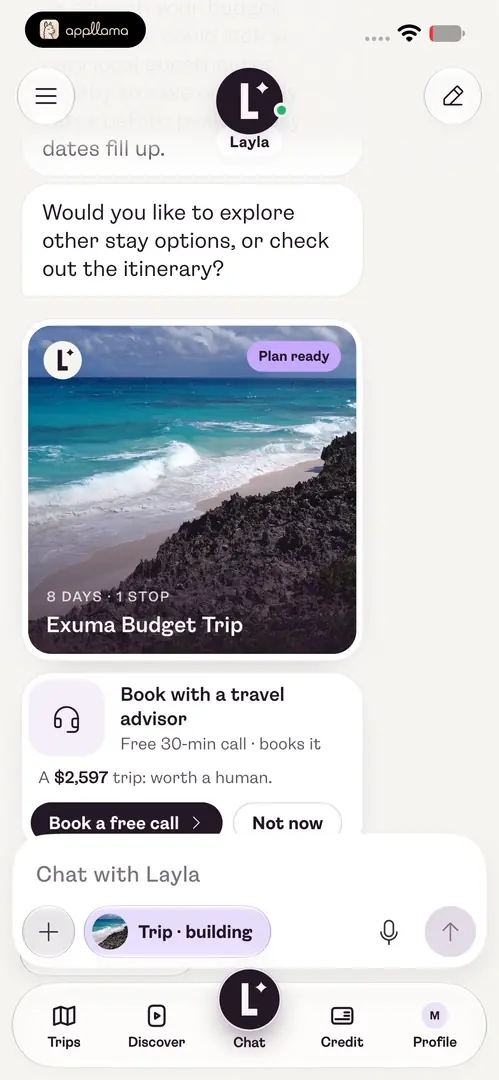 appllama
Layla
dates fill up.
Would you like to explore
other stay options, or check
out the itinerary?
L
Plan ready
8 DAYS · 1 STOP
Exuma Budget Trip
Book with a travel
advisor
Free 30-min call · books it
A $2,597 trip: worth a human.
Book a free call
Not now
Chat with Layla
Trip · building
L
Trips
Discover
Chat
Credit
M
Profile